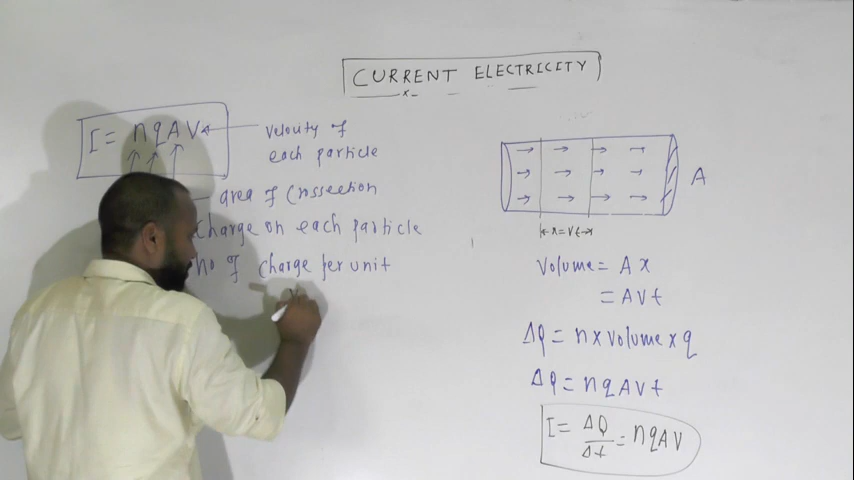 CURRENT ELECTRICITY
I = nqAV
velocity of
each particle
area of Crossection
charge on each particle
no of charge per unit
A
x = vt
Volume = Ax
= AVt
ΔQ = n x volume x q
ΔQ = nqAVt
I = ΔQ/Δt = nqAV